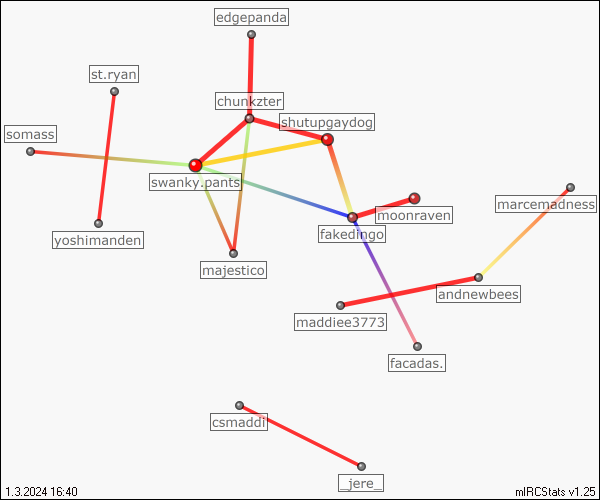 edgepanda
st.ryan
chunkzter
shutupgaydog
somass
swanky.pants
marcemadness
moonraven
fakedingo
yoshimanden
majestico
andnewbees
maddiee3773
facadas.
csmaddi
_jere_
1.3.2024 16:40
mIRCStats v1.25